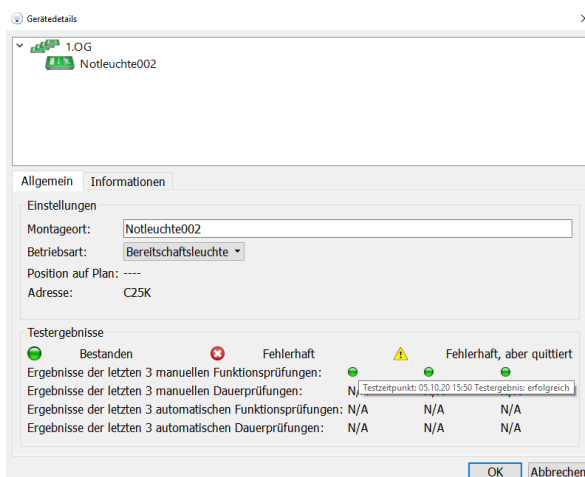 Gerätedetails
1.OG
Notleuchte002
Allgemein Informationen
Einstellungen
Montageort: Notleuchte002
Betriebsart: Bereitschaftsleuchte
Position auf Plan: ----
Adresse: C25K
Testergebnisse
Bestanden Fehlerhaft Fehlerhaft, aber quittiert
Ergebnisse der letzten 3 manuellen Funktionsprüfungen:
Testzeitpunkt: 05.10.20 15:50 Testergebnis: erfolgreich
Ergebnisse der letzten 3 manuellen Dauerprüfungen:
Ergebnisse der letzten 3 automatischen Funktionsprüfungen: N/A N/A N/A
Ergebnisse der letzten 3 automatischen Dauerprüfungen: N/A N/A N/A
OK Abbrechen